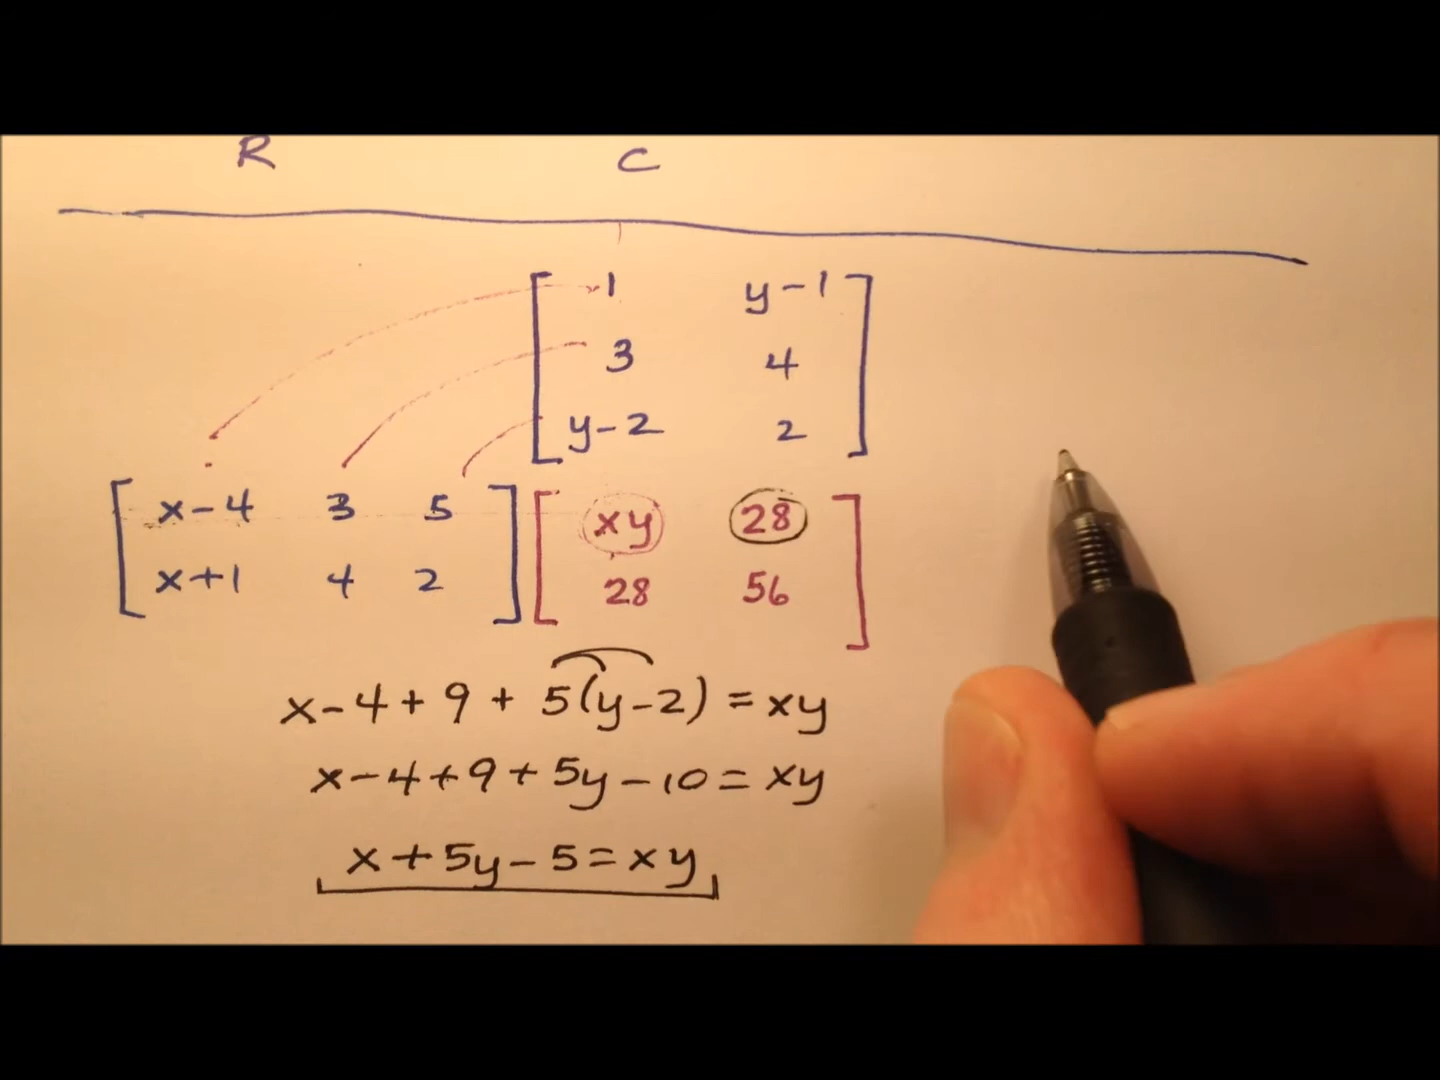 R C
1 y-1
3 4
y-2 2
x-4 3 5 xy 28
x+1 4 2 28 56
x-4+9+5(y-2)=xy
x-4+9+5y-10=xy
x+5y-5=xy